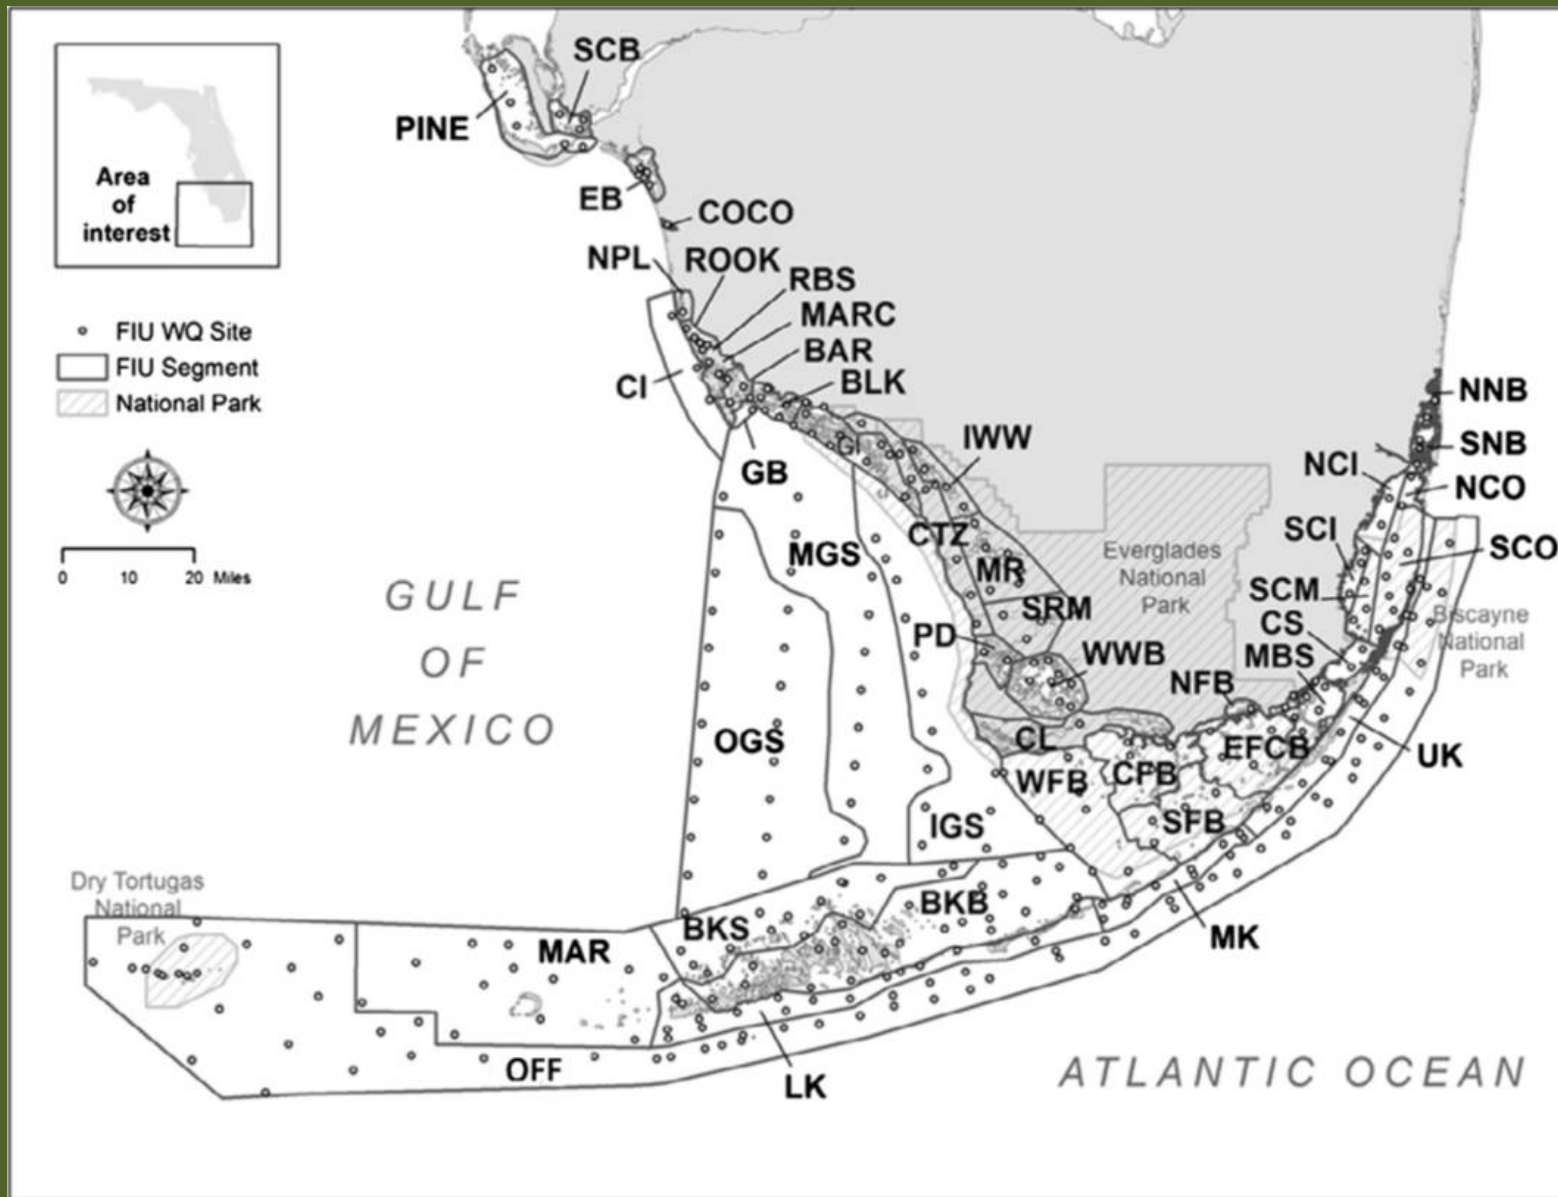 SCB
PINE
Area
of
interest
EB
COCO
NPL
ROOK
RBS
MARC
BAR
BLK
FIU WQ Site
FIU Segment
National Park
CI
GB
GI
IWW
NNB
SNB
NCI
NCO
SCI
SCO
0 10 20 Miles
CTZ
MGS
MR
Everglades
National
Park
SCM
SRM
CS
Biscayne
National
Park
PD
WWB
MBS
NFB
GULF
OF
MEXICO
OGS
CL
EFCB
UK
WFB
CFB
IGS
SFB
Dry Tortugas
National
Park
BKB
BKS
MAR
MK
OFF
LK
ATLANTIC OCEAN